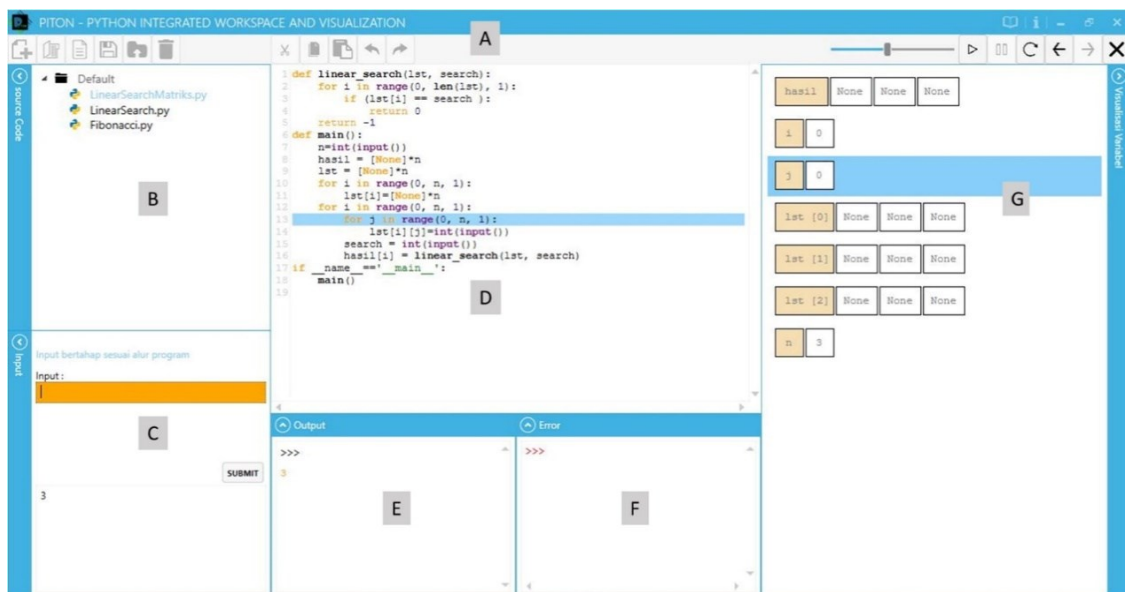 PITON - PYTHON INTEGRATED WORKSPACE AND VISUALIZATION
A
source Code
Default
LinearSearchMatriks.py
LinearSearch.py
Fibonacci.py
B
1 def linear_search(lst, search):
2 for i in range(0, len(lst), 1):
3 if (lst[i] == search ):
4 return 0
5 return -1
6 def main():
7 n=int(input())
8 hasil = [None]*n
9 lst = [None]*n
10 for i in range(0, n, 1):
11 lst[i]=[None]*n
12 for i in range(0, n, 1):
13 for j in range(0, n, 1):
14 lst[i][j]=int(input())
15 search = int(input())
16 hasil[i] = linear_search(lst, search)
17 if __name__=='__main__':
18 main()
19
D
Input
Input bertahap sesuai alur program
Input :
C
SUBMIT
3
Output
>>>
3
E
Error
>>>
F
Visualisasi Variabel
hasil None None None
i 0
j 0
G
lst [0] None None None
lst [1] None None None
lst [2] None None None
n 3